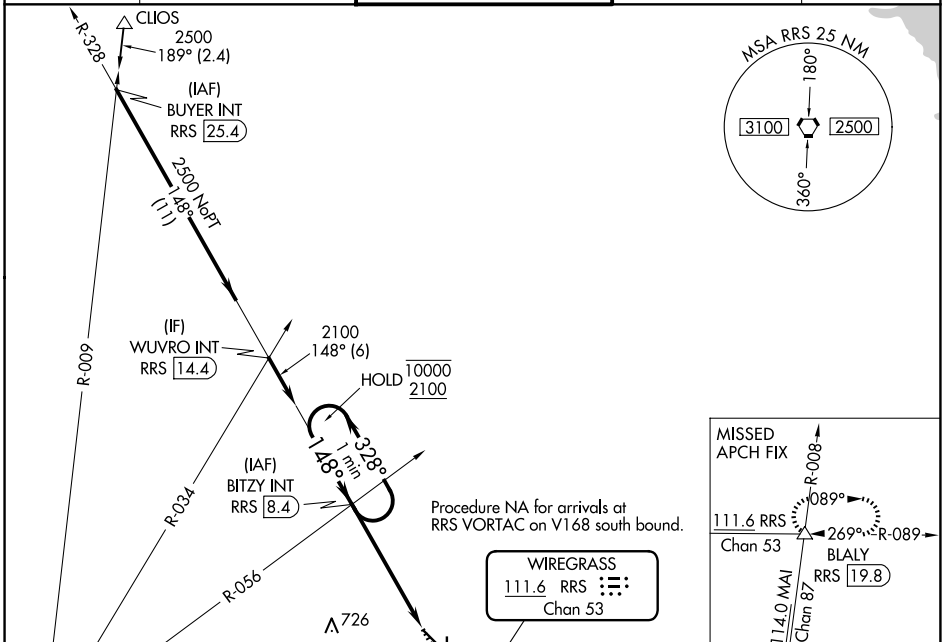 R-328
CLIOS
2500
189° (2.4)
(IAF)
BUYER INT
RRS 25.4
2500 NoPT
148°
(11)
MSA RRS 25 NM
180°
3100
2500
360°
R-009
(IF)
WUVRO INT
RRS 14.4
2100
148° (6)
HOLD
10000
2100
148°
1 min
328°
(IAF)
BITZY INT
RRS 8.4
R-034
R-056
Procedure NA for arrivals at
RRS VORTAC on V168 south bound.
WIREGRASS
111.6 RRS
Chan 53
726
MISSED
APCH FIX
R-008
089°
111.6 RRS
Chan 53
269°
R-089
BLALY
RRS 19.8
114.0 MAI
Chan 87